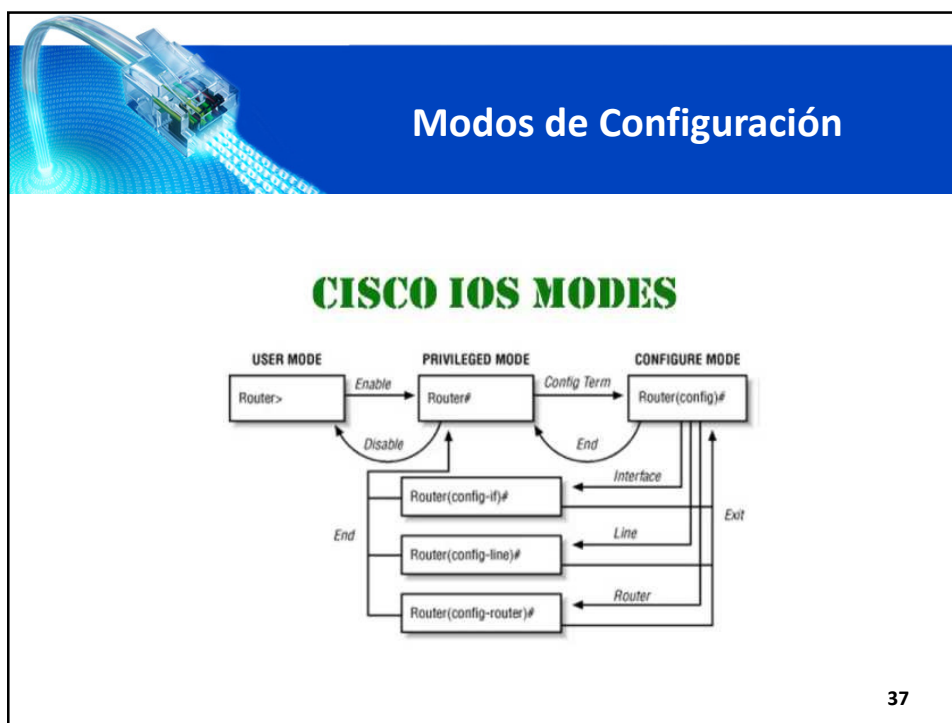 Modos de Configuración
CISCO IOS MODES
USER MODE
PRIVILEGED MODE
CONFIGURE MODE
Router>
Enable
Router#
Config Term
Router(config)#
Disable
End
Interface
Router(config-if)#
Exit
End
Line
Router(config-line)#
Router
Router(config-router)#
37